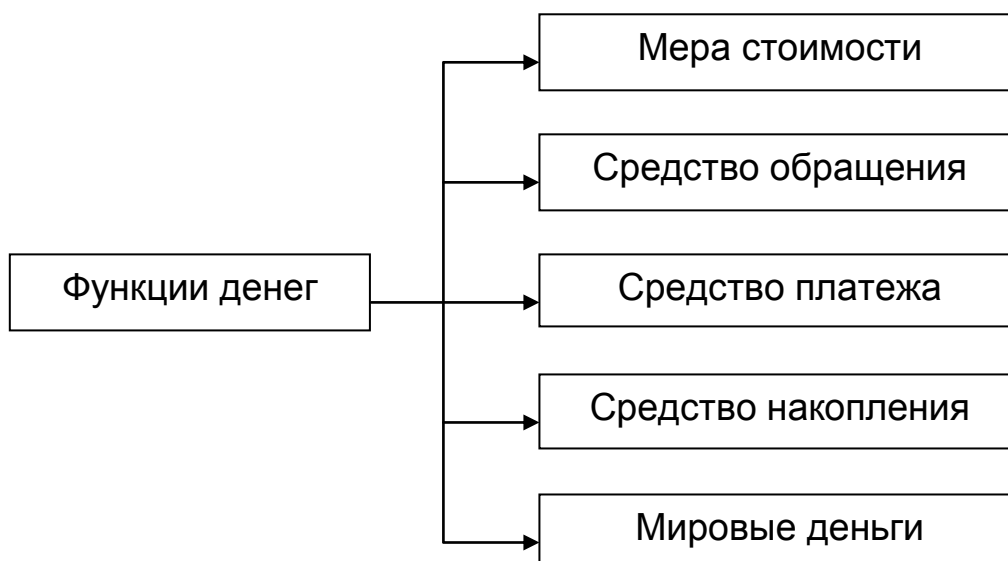 Мера стоимости
Средство обращения
Функции денег
Средство платежа
Средство накопления
Мировые деньги